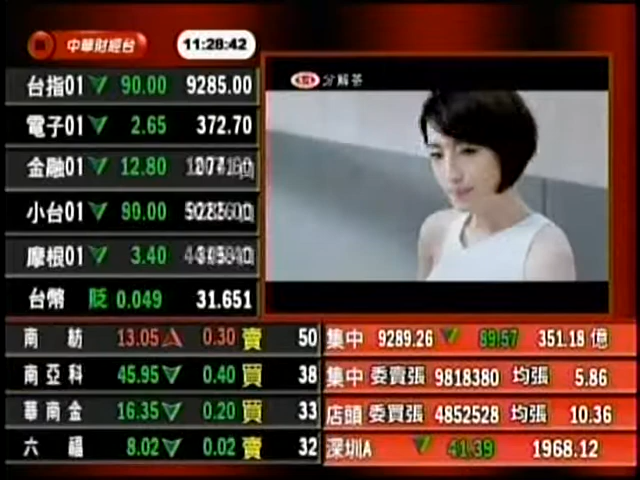 中華財經台 11:28:42
分解茶
台指01 90.00 9285.00
電子01 2.65 372.70
金融01 12.80
小台01 90.00
摩根01 3.40
台幣 貶 0.049 31.651
南 紡 13.05 0.30 賣 50
南亞科 45.95 0.40 買 38
華南金 16.35 0.20 買 33
六 福 8.02 0.02 賣 32
集中 9289.26 89.57 351.18 億
集中 委賣張 9818380 均張 5.86
店頭 委買張 4852528 均張 10.36
深圳A 41.39 1968.12